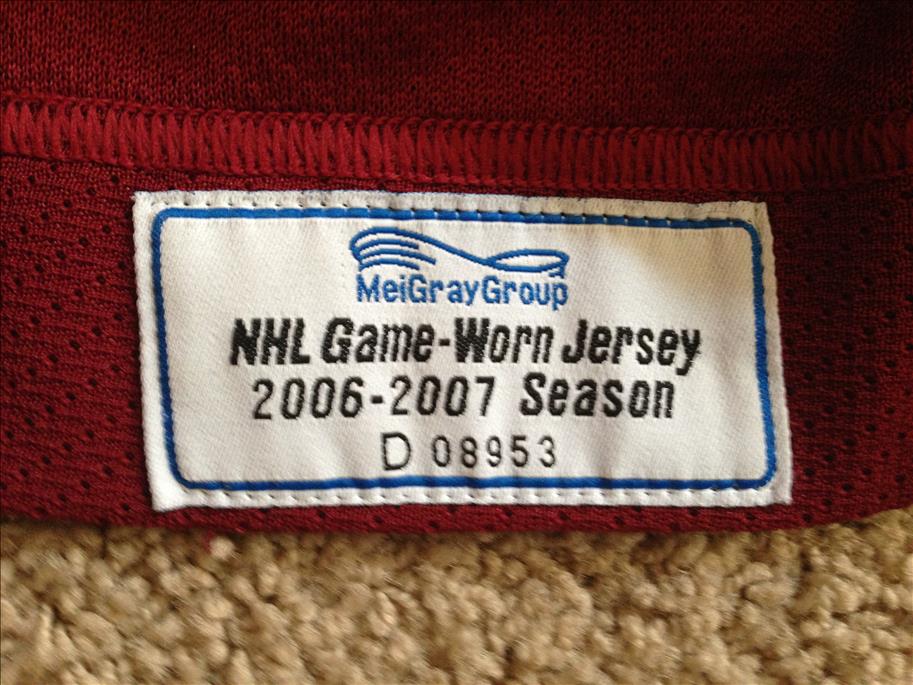 MeiGrayGroup
NHL Game-Worn Jersey
2006-2007 Season
D 08953